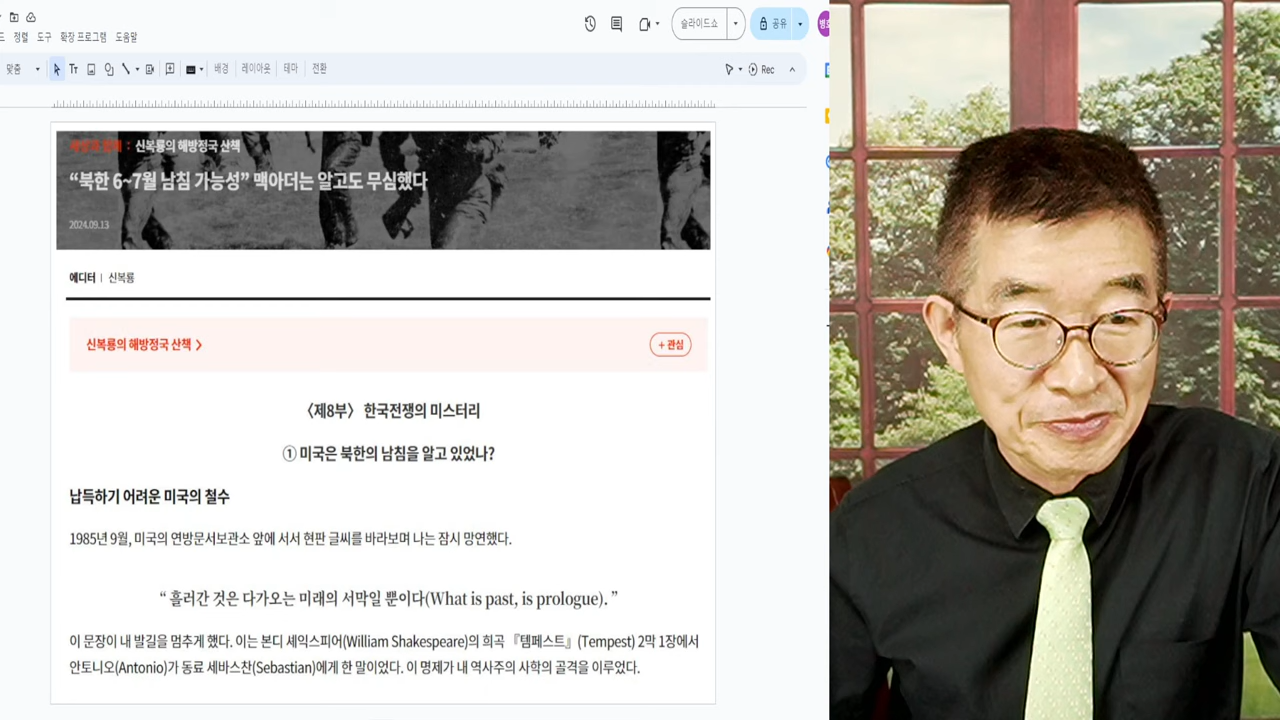 정렬 도구 확장 프로그램 도움말
슬라이드쇼
공유
맞춤
Tт
배경
레이아웃
테마
전환
Rec
신복룡의 해방정국 산책
“북한 6~7월 남침 가능성” 맥아더는 알고도 무심했다
2024.09.13
에디터 | 신복룡
신복룡의 해방정국 산책 >
+ 관심
〈제8부〉 한국전쟁의 미스터리
① 미국은 북한의 남침을 알고 있었나?
납득하기 어려운 미국의 철수
1985년 9월, 미국의 연방문서보관소 앞에 서서 현판 글씨를 바라보며 나는 잠시 망연했다.
“ 흘러간 것은 다가오는 미래의 서막일 뿐이다(What is past, is prologue). ”
이 문장이 내 발길을 멈추게 했다. 이는 본디 셰익스피어(William Shakespeare)의 희곡 『템페스트』(Tempest) 2막 1장에서
안토니오(Antonio)가 동료 세바스찬(Sebastian)에게 한 말이었다. 이 명제가 내 역사주의 사학의 골격을 이루었다.